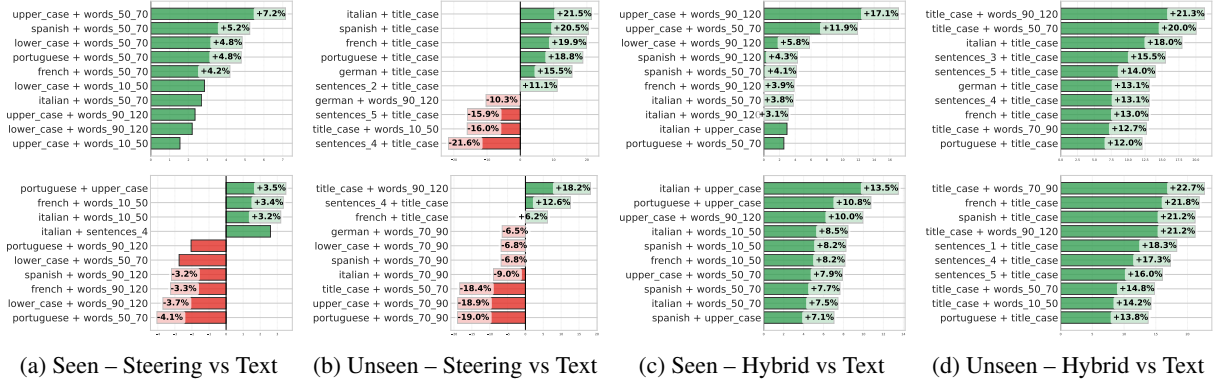 upper_case + words_50_70 +7.2%
spanish + words_50_70 +5.2%
lower_case + words_50_70 +4.8%
portuguese + words_50_70 +4.8%
french + words_50_70 +4.2%
lower_case + words_10_50
italian + words_50_70
upper_case + words_90_120
lower_case + words_90_120
upper_case + words_10_50
italian + title_case +21.5%
spanish + title_case +20.5%
french + title_case +19.9%
portuguese + title_case +18.8%
german + title_case +15.5%
sentences_2 + title_case +11.1%
german + words_90_120 -10.3%
sentences_5 + title_case -15.9%
title_case + words_10_50 -16.0%
sentences_4 + title_case -21.6%
upper_case + words_90_120 +17.1%
upper_case + words_50_70 +11.9%
lower_case + words_90_120 +5.8%
spanish + words_90_120 +4.3%
spanish + words_50_70 +4.1%
french + words_90_120 +3.9%
italian + words_50_70 +3.8%
italian + words_90_120 +3.1%
italian + upper_case
portuguese + words_50_70
title_case + words_90_120 +21.3%
title_case + words_50_70 +20.0%
italian + title_case +18.0%
sentences_3 + title_case +15.5%
sentences_5 + title_case +14.0%
german + title_case +13.1%
sentences_4 + title_case +13.1%
french + title_case +13.0%
title_case + words_70_90 +12.7%
portuguese + title_case +12.0%
portuguese + upper_case +3.5%
french + words_10_50 +3.4%
italian + words_10_50 +3.2%
italian + sentences_4
portuguese + words_90_120
lower_case + words_50_70
spanish + words_90_120 -3.2%
french + words_90_120 -3.3%
lower_case + words_90_120 -3.7%
portuguese + words_50_70 -4.1%
title_case + words_90_120 +18.2%
sentences_4 + title_case +12.6%
french + title_case +6.2%
german + words_70_90 -6.5%
lower_case + words_70_90 -6.8%
spanish + words_70_90 -6.8%
italian + words_70_90 -9.0%
title_case + words_50_70 -18.4%
upper_case + words_70_90 -18.9%
portuguese + words_70_90 -19.0%
italian + upper_case +13.5%
portuguese + upper_case +10.8%
upper_case + words_90_120 +10.0%
italian + words_10_50 +8.5%
spanish + words_10_50 +8.2%
french + words_10_50 +8.2%
upper_case + words_50_70 +7.9%
spanish + words_50_70 +7.7%
italian + words_50_70 +7.5%
spanish + upper_case +7.1%
title_case + words_70_90 +22.7%
french + title_case +21.8%
spanish + title_case +21.2%
title_case + words_90_120 +21.2%
sentences_1 + title_case +18.3%
sentences_4 + title_case +17.3%
sentences_5 + title_case +16.0%
title_case + words_50_70 +14.8%
title_case + words_10_50 +14.2%
portuguese + title_case +13.8%
(a) Seen – Steering vs Text
(b) Unseen – Steering vs Text
(c) Seen – Hybrid vs Text
(d) Unseen – Hybrid vs Text